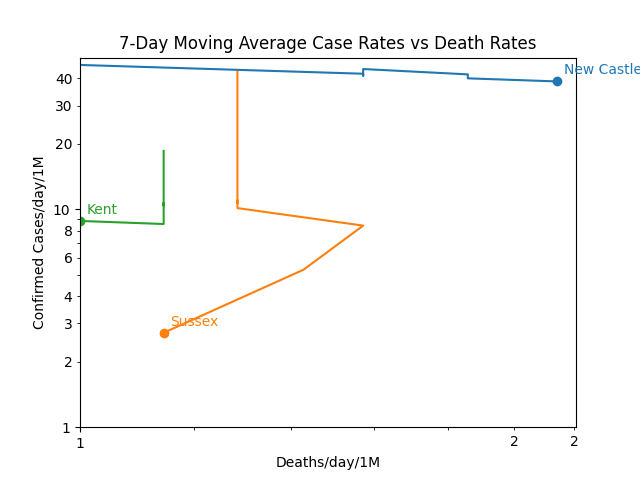 7-Day Moving Average Case Rates vs Death Rates
New Castle
40
30
20
Kent
10
8
6
4
Sussex
3
2
1
1
2
2
Confirmed Cases/day/1M
Deaths/day/1M